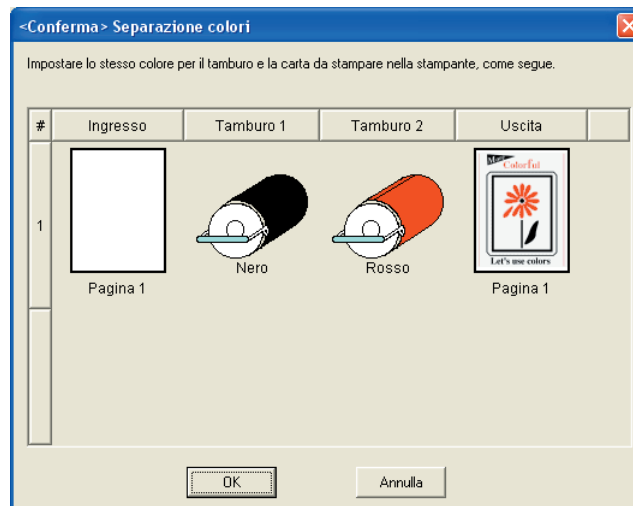 <Conferma> Separazione colori
Impostare lo stesso colore per il tamburo e la carta da stampare nella stampante, come segue.
# Ingresso Tamburo 1 Tamburo 2 Uscita
1
Colorful
Let's use colors
Nero Rosso
Pagina 1 Pagina 1
OK Annulla